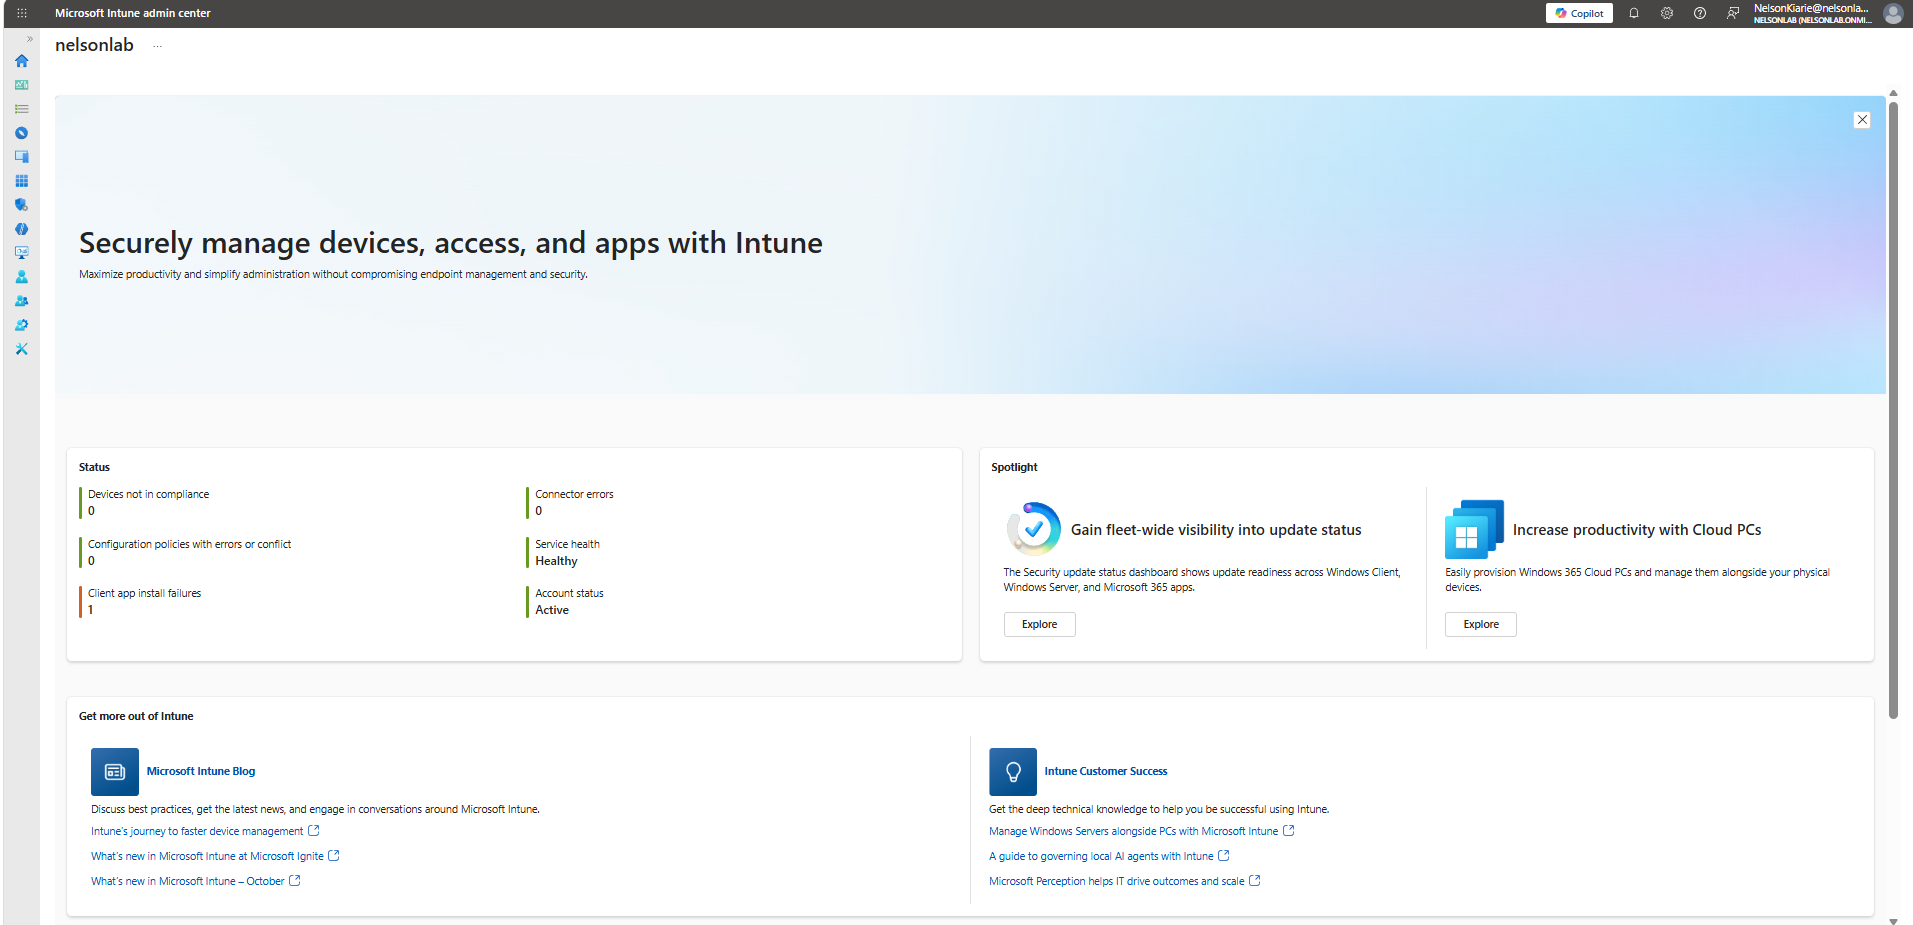 Microsoft Intune admin center
Copilot
NelsonKiarie@nelsonla...
NELSONLAB (NELSONLAB.ONMI...
nelsonlab
...
Securely manage devices, access, and apps with Intune
Maximize productivity and simplify administration without compromising endpoint management and security.
Status
Devices not in compliance
0
Configuration policies with errors or conflict
0
Client app install failures
1
Connector errors
0
Service health
Healthy
Account status
Active
Spotlight
Gain fleet-wide visibility into update status
The Security update status dashboard shows update readiness across Windows Client,
Windows Server, and Microsoft 365 apps.
Explore
Increase productivity with Cloud PCs
Easily provision Windows 365 Cloud PCs and manage them alongside your physical
devices.
Explore
Get more out of Intune
Microsoft Intune Blog
Discuss best practices, get the latest news, and engage in conversations around Microsoft Intune.
Intune's journey to faster device management
What's new in Microsoft Intune at Microsoft Ignite
What's new in Microsoft Intune – October
Intune Customer Success
Get the deep technical knowledge to help you be successful using Intune.
Manage Windows Servers alongside PCs with Microsoft Intune
A guide to governing local AI agents with Intune
Microsoft Perception helps IT drive outcomes and scale